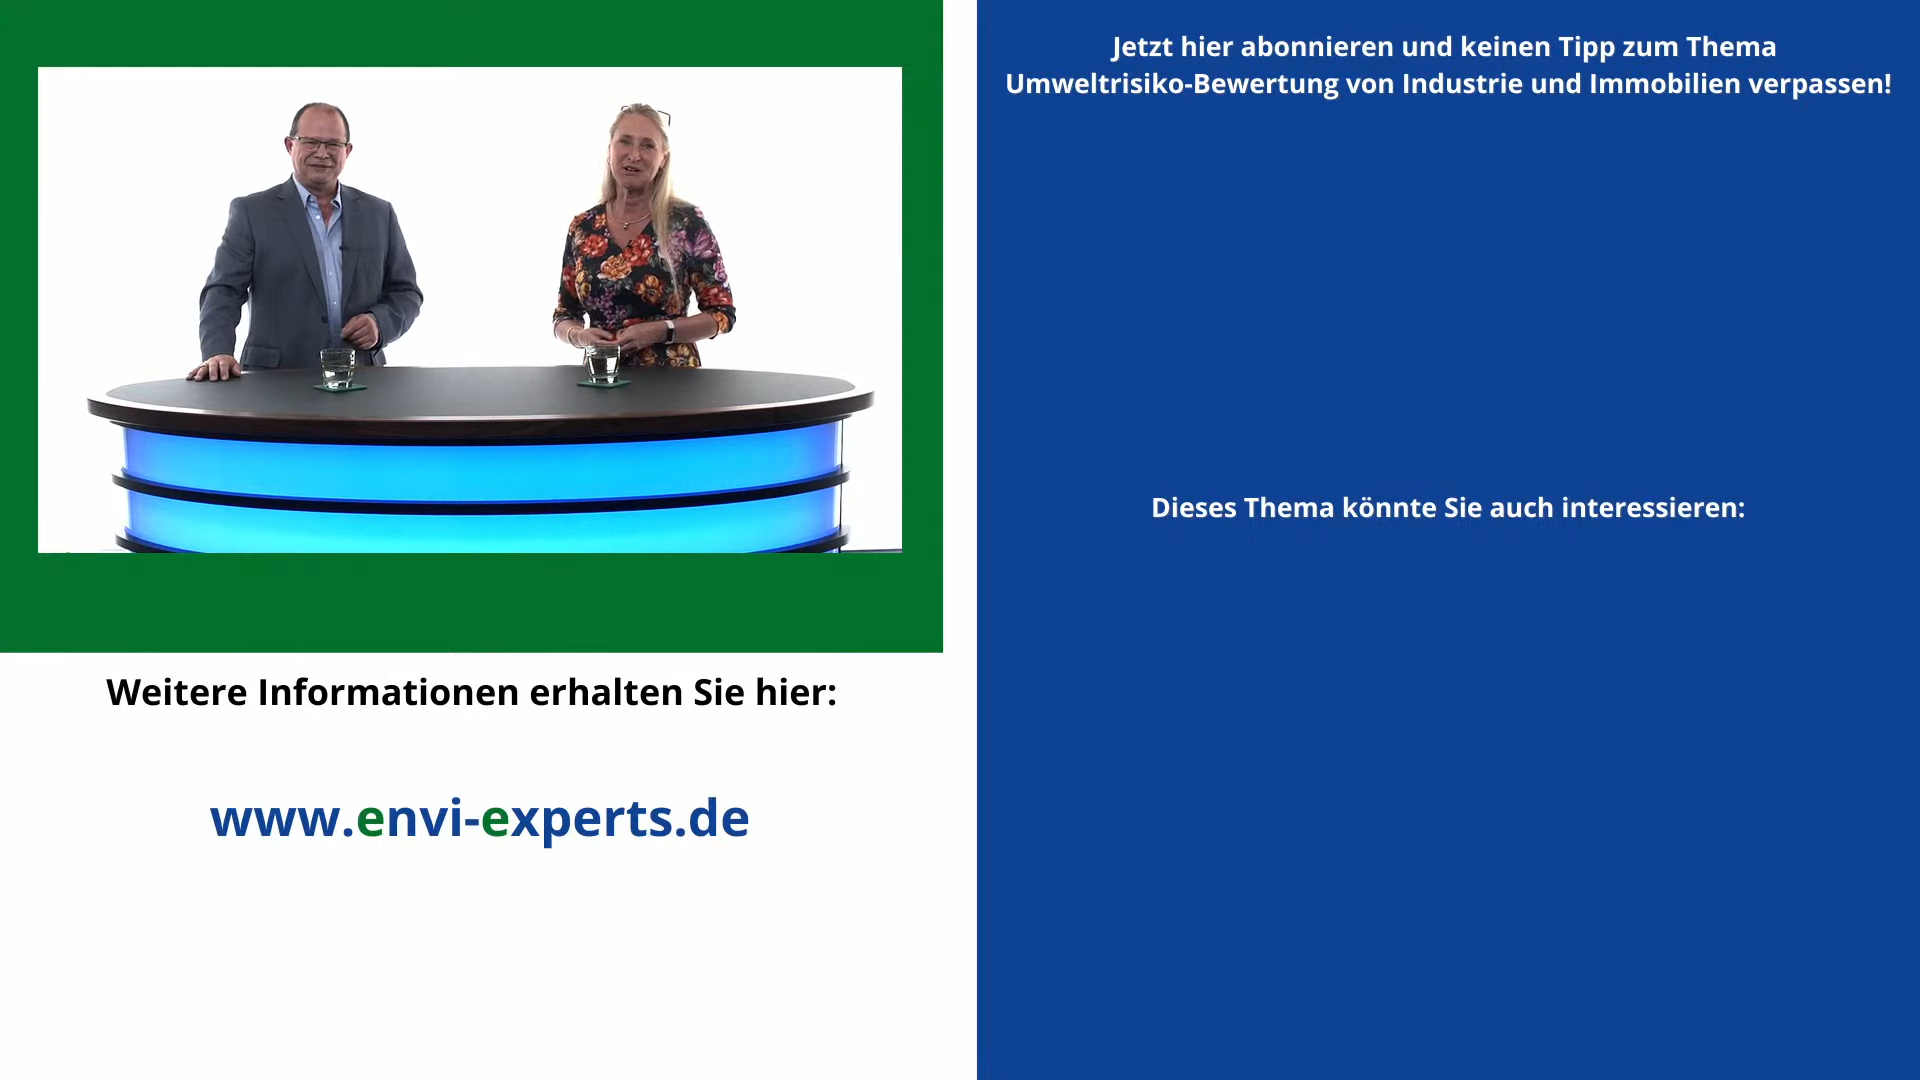 Jetzt hier abonnieren und keinen Tipp zum Thema
Umweltrisiko-Bewertung von Industrie und Immobilien verpassen!
Dieses Thema könnte Sie auch interessieren:
Weitere Informationen erhalten Sie hier:
www.envi-experts.de